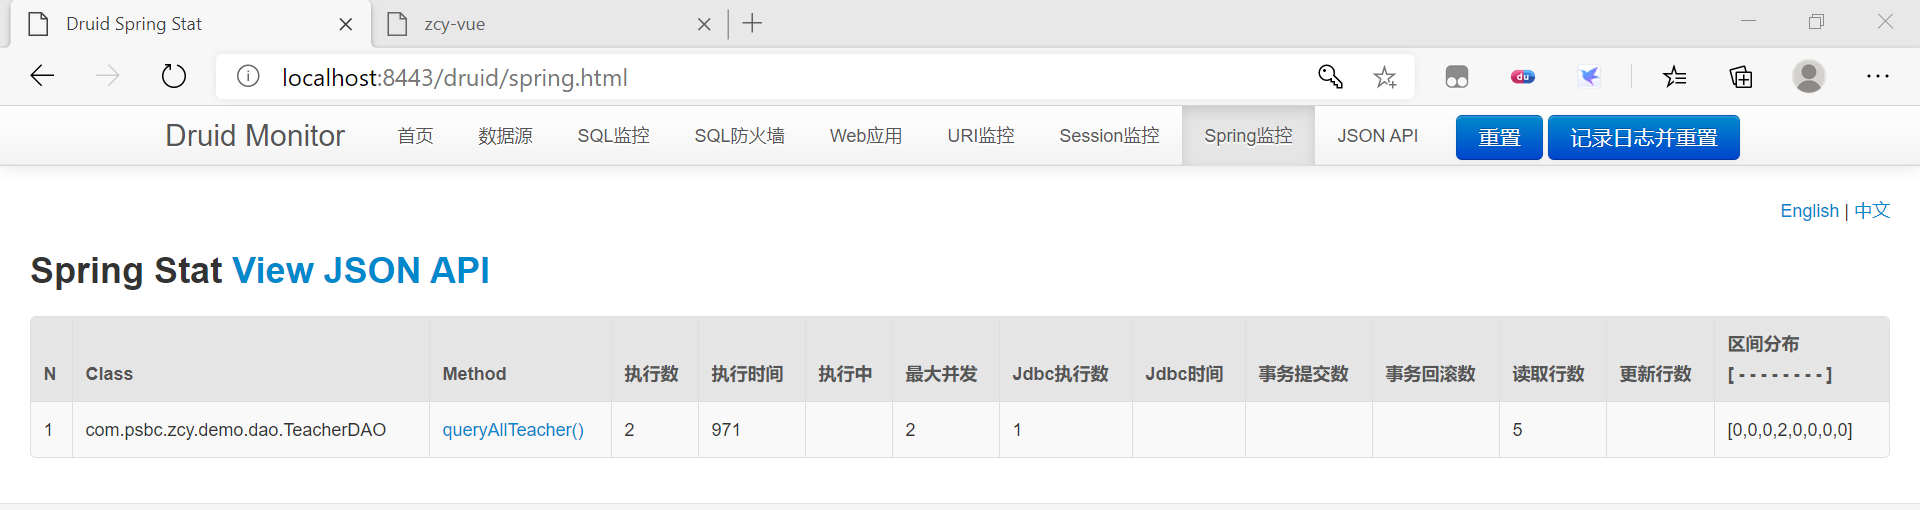 Druid Spring Stat
zcy-vue
localhost:8443/druid/spring.html
du
Druid Monitor 首页 数据源 SQL监控 SQL防火墙 Web应用 URI监控 Session监控 Spring监控 JSON API 重置 记录日志并重置
English | 中文
Spring Stat View JSON API
N Class Method 执行数 执行时间 执行中 最大并发 Jdbc执行数 Jdbc时间 事务提交数 事务回滚数 读取行数 更新行数 区间分布
[ - - - - - - - - ]
1 com.psbc.zcy.demo.dao.TeacherDAO queryAllTeacher() 2 971 2 1 5 [0,0,0,2,0,0,0,0]